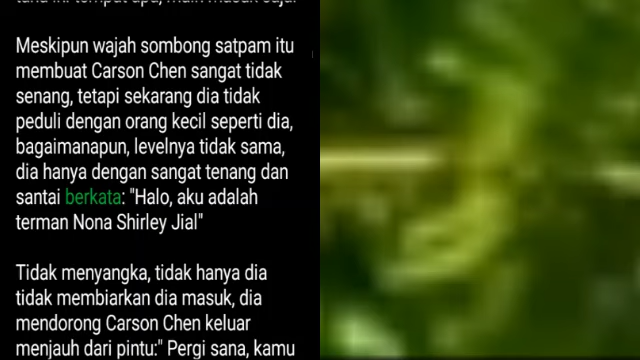 Meskipun wajah sombong satpam itu
membuat Carson Chen sangat tidak
senang, tetapi sekarang dia tidak
peduli dengan orang kecil seperti dia,
bagaimanapun, levelnya tidak sama,
dia hanya dengan sangat tenang dan
santai berkata: "Halo, aku adalah
terman Nona Shirley Jial"
Tidak menyangka, tidak hanya dia
tidak membiarkan dia masuk, dia
mendorong Carson Chen keluar
menjauh dari pintu:" Pergi sana, kamu